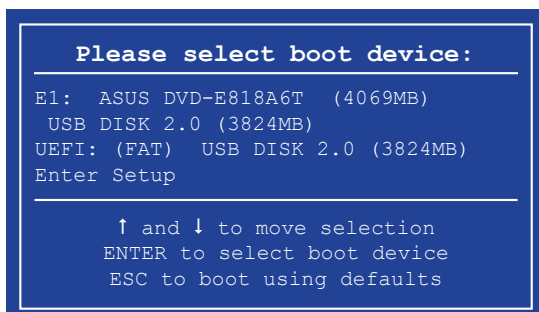 Please select boot device:
E1: ASUS DVD-E818A6T (4069MB)
USB DISK 2.0 (3824MB)
UEFI: (FAT) USB DISK 2.0 (3824MB)
Enter Setup
↑ and ↓ to move selection
ENTER to select boot device
ESC to boot using defaults